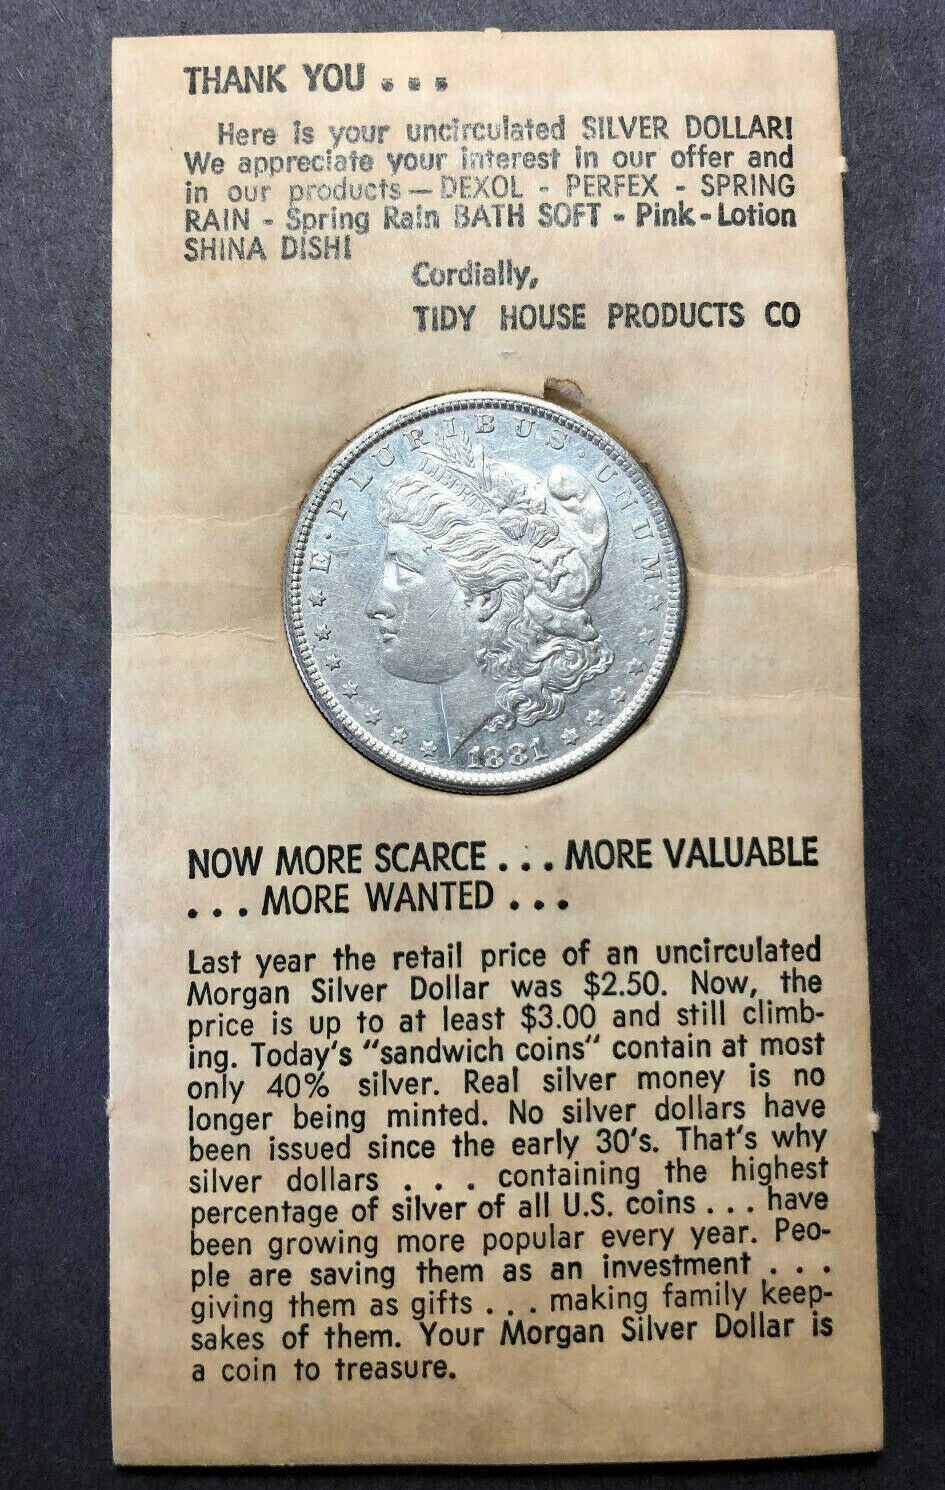 THANK YOU . . .
Here is your uncirculated SILVER DOLLAR!
We appreciate your interest in our offer and
in our products — DEXOL - PERFEX - SPRING
RAIN - Spring Rain BATH SOFT - Pink-Lotion
SHINA DISH!
Cordially,
TIDY HOUSE PRODUCTS CO
E · PLURIBUS · UNUM
LIBERTY
1881
NOW MORE SCARCE . . . MORE VALUABLE
. . . MORE WANTED . . .
Last year the retail price of an uncirculated
Morgan Silver Dollar was $2.50. Now, the
price is up to at least $3.00 and still climb-
ing. Today's "sandwich coins" contain at most
only 40% silver. Real silver money is no
longer being minted. No silver dollars have
been issued since the early 30's. That's why
silver dollars . . . containing the highest
percentage of silver of all U.S. coins . . . have
been growing more popular every year. Peo-
ple are saving them as an investment . . .
giving them as gifts . . . making family keep-
sakes of them. Your Morgan Silver Dollar is
a coin to treasure.